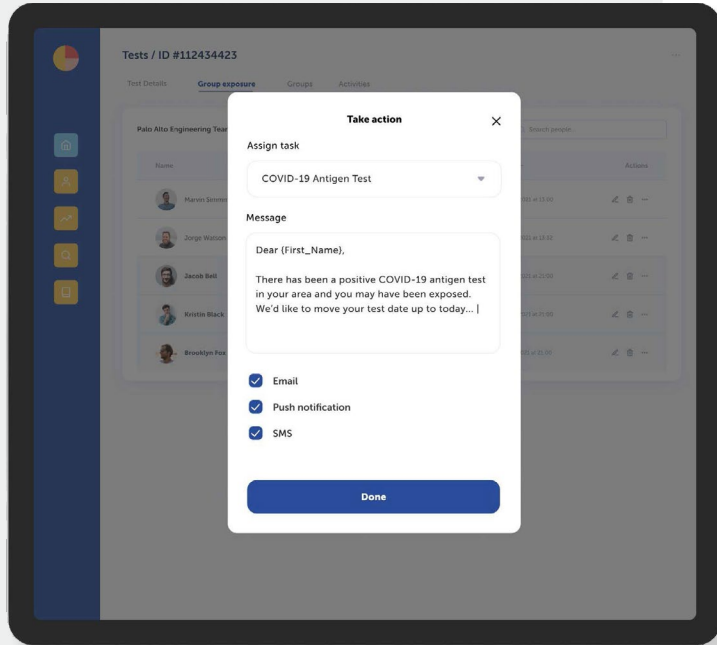 Tests / ID #112434423
Test Details Group exposure Groups Activities
Palo Alto Engineering Team
Search people...
Name
Actions
Marvin
Jorge Watson
Jacob Bell
Kristin Black
Brooklyn Fox
Take action
Assign task
COVID-19 Antigen Test
Message
Dear {First_Name},
There has been a positive COVID-19 antigen test
in your area and you may have been exposed.
We'd like to move your test date up to today...
Email
Push notification
SMS
Done